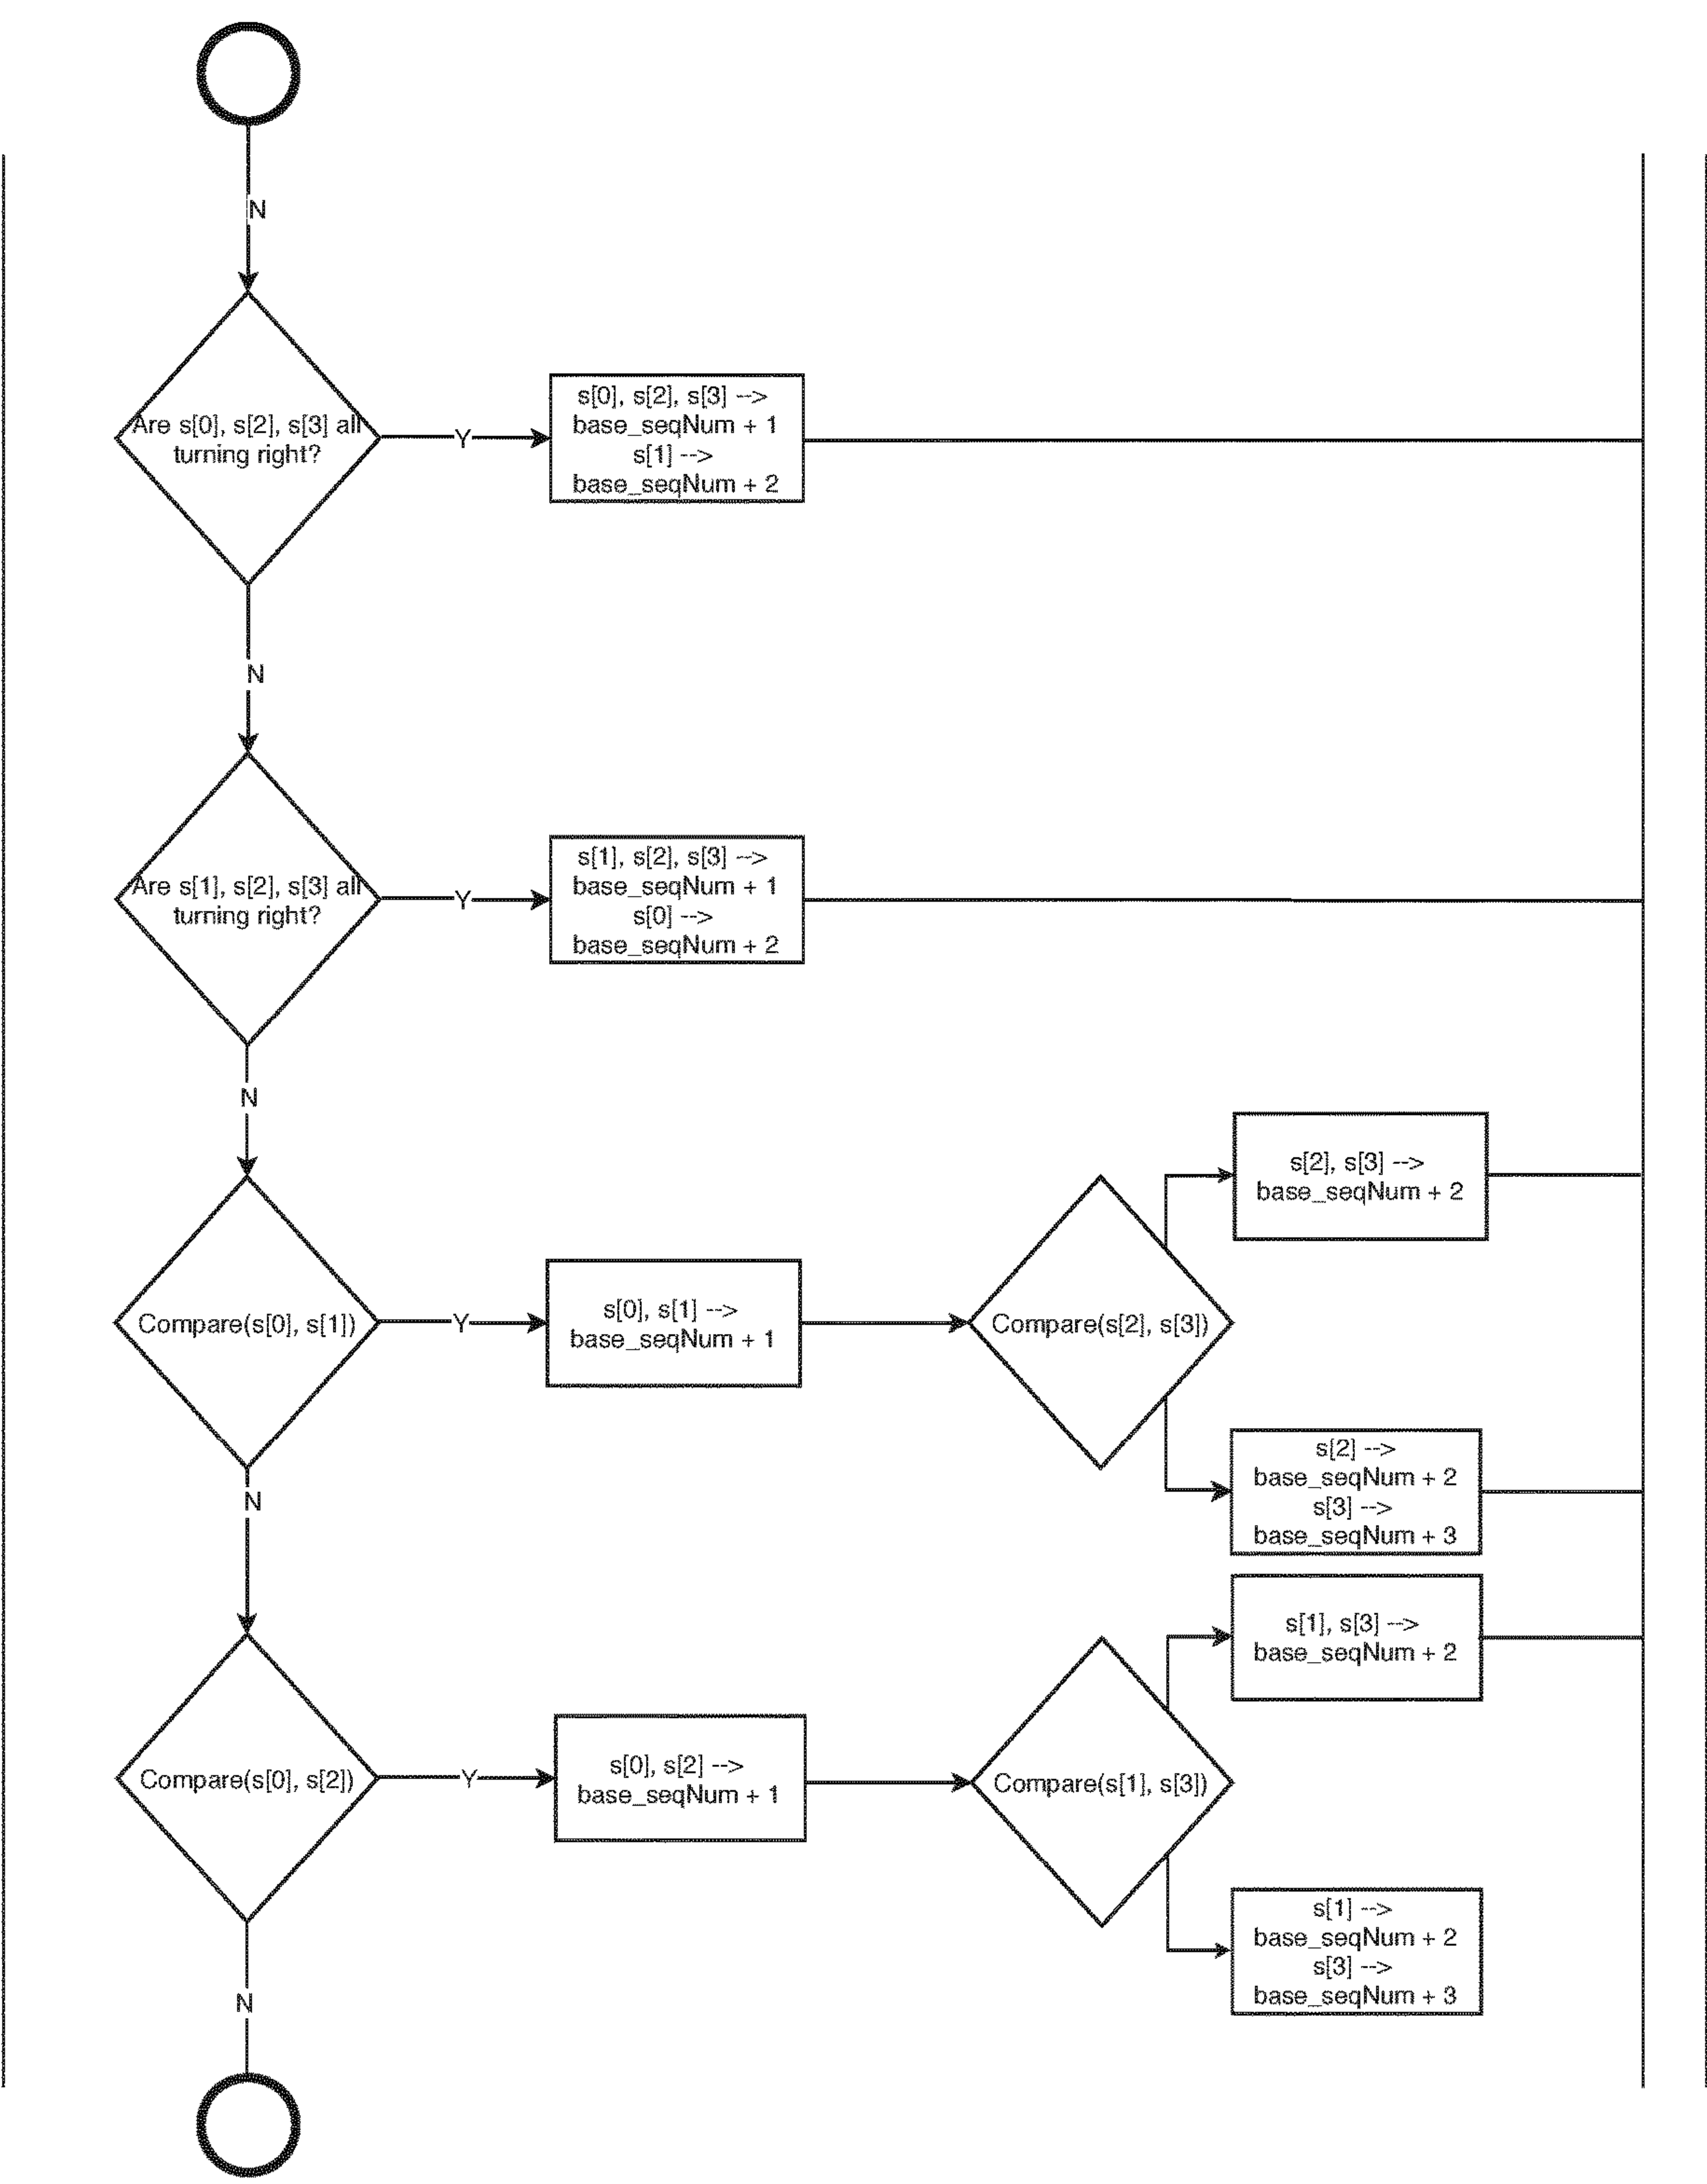 N
Are s[0], s[2], s[3] all
turning right?
Y
s[0], s[2], s[3] -->
base_seqNum + 1
s[1] -->
base_seqNum + 2
N
Are s[1], s[2], s[3] all
turning right?
Y
s[1], s[2], s[3] -->
base_seqNum + 1
s[0] -->
base_seqNum + 2
N
Compare(s[0], s[1])
Y
s[0], s[1] -->
base_seqNum + 1
Compare(s[2], s[3])
s[2], s[3] -->
base_seqNum + 2
s[2] -->
base_seqNum + 2
s[3] -->
base_seqNum + 3
N
Compare(s[0], s[2])
Y
s[0], s[2] -->
base_seqNum + 1
Compare(s[1], s[3])
s[1], s[3] -->
base_seqNum + 2
s[1] -->
base_seqNum + 2
s[3] -->
base_seqNum + 3
N